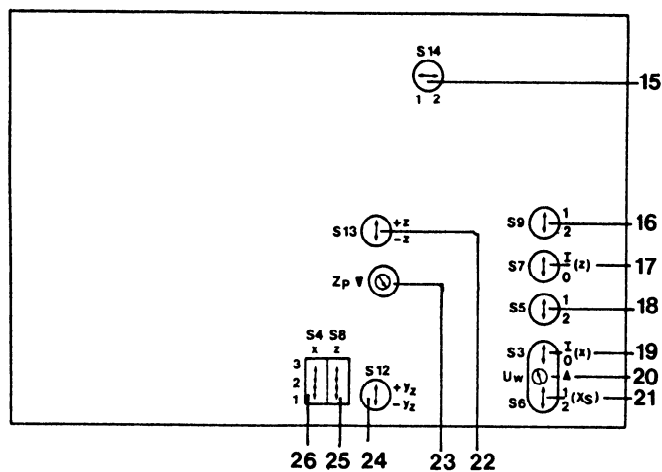 S14
15
1 2
S13 +z
-z
S9 1
2
16
S7 I (z)
0
17
Zp
S5 1
2
18
S4 S8
x z
3
2
1
S12
+yz
-yz
S3 I (x)
0
19
Uw
20
S6 1 (Xs)
2
21
26 25 24 23 22